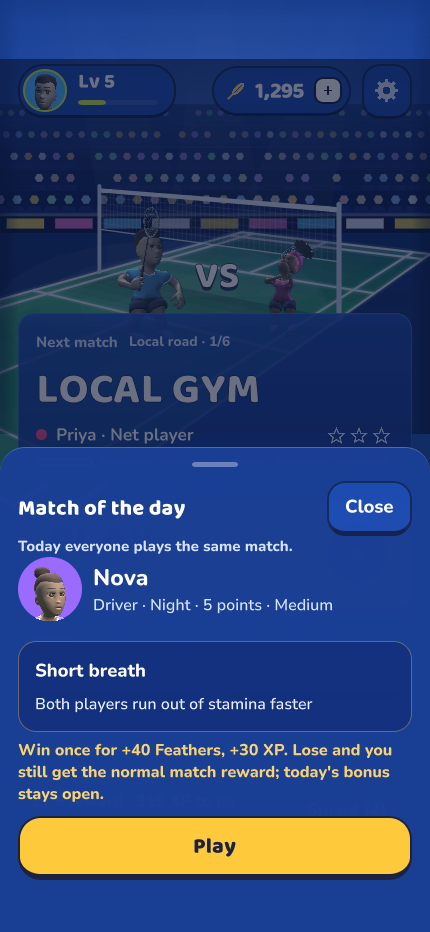 Lv 5
1,295
+
VS
Next match Local road · 1/6
LOCAL GYM
Priya · Net player
Match of the day
Close
Today everyone plays the same match.
Nova
Driver · Night · 5 points · Medium
Short breath
Both players run out of stamina faster
Win once for +40 Feathers, +30 XP. Lose and you
still get the normal match reward; today's bonus
stays open.
Play